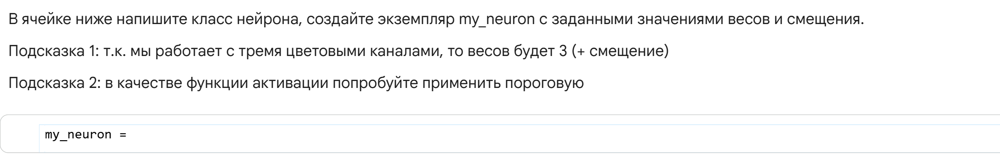 В ячейке ниже напишите класс нейрона, создайте экземпляр my_neuron с заданными значениями весов и смещения.
Подсказка 1: т.к. мы работает с тремя цветовыми каналами, то весов будет 3 (+ смещение)
Подсказка 2: в качестве функции активации попробуйте применить пороговую
my_neuron =